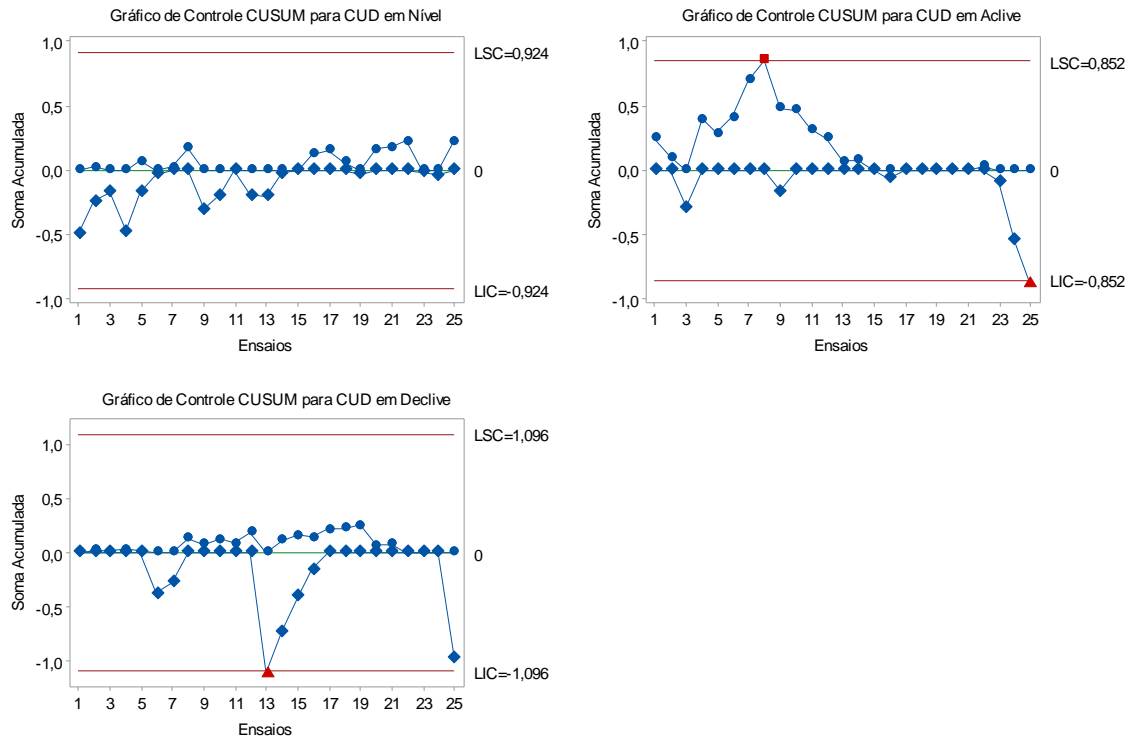 Gráfico de Controle CUSUM para CUD em Nível
1,0
0,5
0,0
-0,5
-1,0
Soma Acumulada
LSC=0,924
0
LIC=-0,924
1 3 5 7 9 11 13 15 17 19 21 23 25
Ensaios
Gráfico de Controle CUSUM para CUD em Aclive
1,0
0,5
0,0
-0,5
-1,0
Soma Acumulada
LSC=0,852
0
LIC=-0,852
1 3 5 7 9 11 13 15 17 19 21 23 25
Ensaios
Gráfico de Controle CUSUM para CUD em Declive
1,0
0,5
0,0
-0,5
-1,0
Soma Acumulada
LSC=1,096
0
LIC=-1,096
1 3 5 7 9 11 13 15 17 19 21 23 25
Ensaios